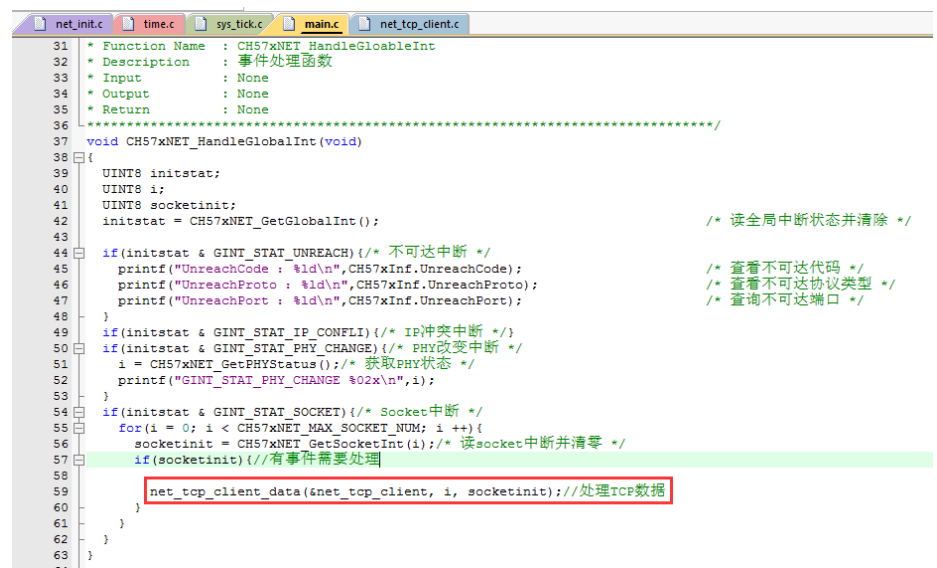 net_init.c time.c sys_tick.c main.c net_tcp_client.c
31 * Function Name : CH57xNET_HandleGloableInt
32 * Description : 事件处理函数
33 * Input : None
34 * Output : None
35 * Return : None
36 *******************************************************************************/
37 void CH57xNET_HandleGlobalInt(void)
38 {
39 UINT8 initstat;
40 UINT8 i;
41 UINT8 socketinit;
42 initstat = CH57xNET_GetGlobalInt(); /* 读全局中断状态并清除 */
43
44 if(initstat & GINT_STAT_UNREACH){/* 不可达中断 */
45 printf("UnreachCode : %ld\n",CH57xInf.UnreachCode); /* 查看不可达代码 */
46 printf("UnreachProto : %ld\n",CH57xInf.UnreachProto); /* 查看不可达协议类型 */
47 printf("UnreachPort : %ld\n",CH57xInf.UnreachPort); /* 查询不可达端口 */
48 }
49 if(initstat & GINT_STAT_IP_CONFLI){/* IP冲突中断 */}
50 if(initstat & GINT_STAT_PHY_CHANGE){/* PHY改变中断 */
51 i = CH57xNET_GetPHYStatus();/* 获取PHY状态 */
52 printf("GINT_STAT_PHY_CHANGE %02x\n",i);
53 }
54 if(initstat & GINT_STAT_SOCKET){/* Socket中断 */
55 for(i = 0; i < CH57xNET_MAX_SOCKET_NUM; i ++){
56 socketinit = CH57xNET_GetSocketInt(i);/* 读socket中断并清零 */
57 if(socketinit){//有事件需要处理
58
59 net_tcp_client_data(&net_tcp_client, i, socketinit);//处理TCP数据
60 }
61 }
62 }
63 }